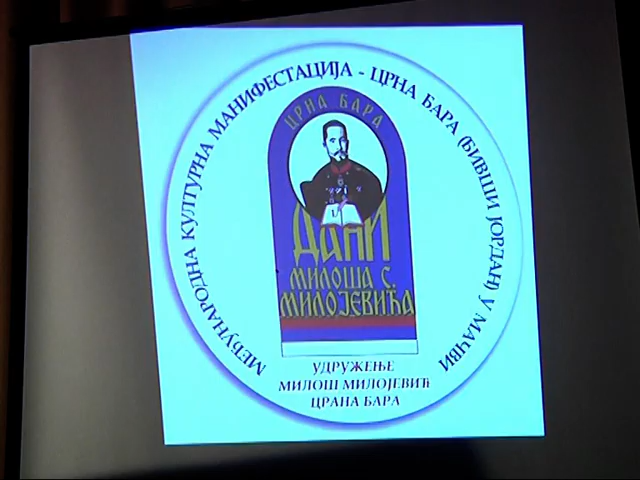 МЕЂУНАРОДНА КУЛТУРНА МАНИФЕСТАЦИЈА - ЦРНА БАРА (БИВШИ ЈОРДАН) У МАЧВИ
ЦРНА БАРА
ДАНИ
МИЛОША С.
МИЛОЈЕВИЋА
УДРУЖЕЊЕ
МИЛОШ МИЛОЈЕВИЋ
ЦРАНА БАРА